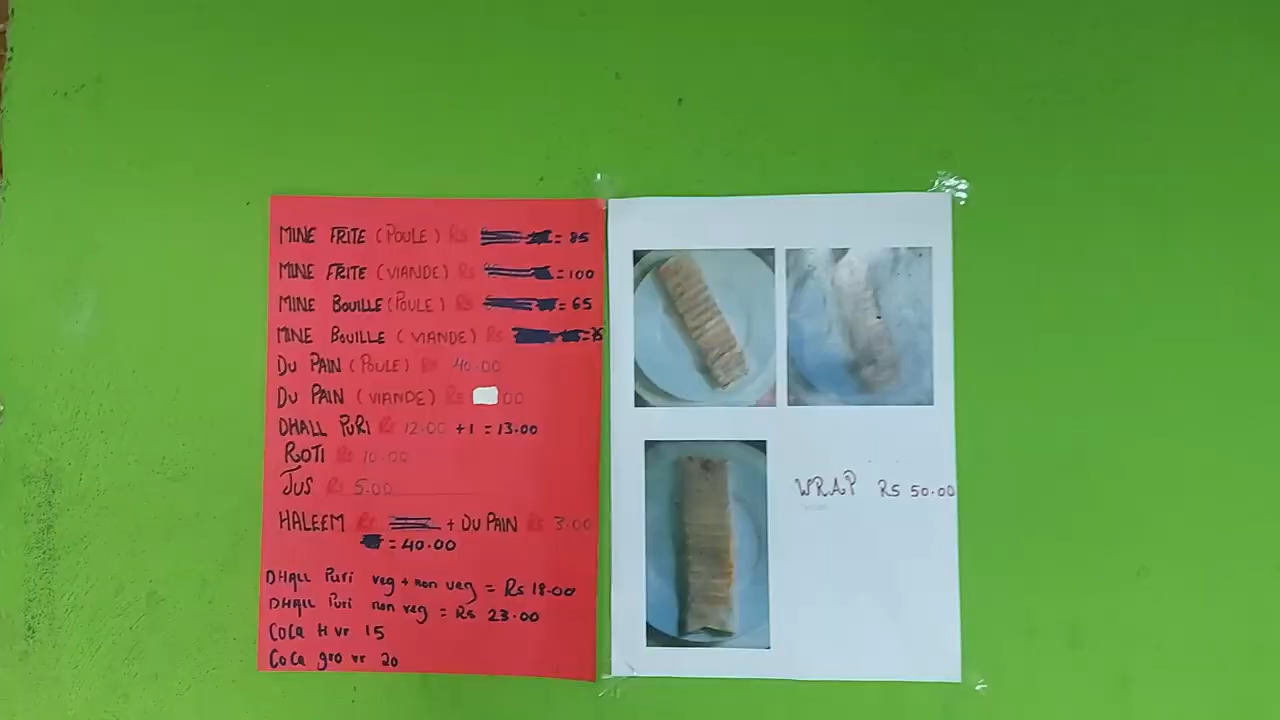 MINE FRITE (POULE) Rs = 85
MINE FRITE (VIANDE) Rs = 100
MINE BOUILLE (POULE) Rs = 65
MINE BOUILLE (VIANDE) Rs =
DU PAIN (POULE) Rs 40.00
DU PAIN (VIANDE) Rs 00
DHALL PURI Rs 12.00 +1 = 13.00
ROTI Rs 10.00
JUS Rs 5.00
HALEEM Rs + DU PAIN Rs 3.00
= 40.00
DHALL Puri veg + non veg = Rs 18.00
DHALL Puri non veg = Rs 23.00
CoCa H vr 15
CoCa gro vr 20
WRAP Rs 50.00